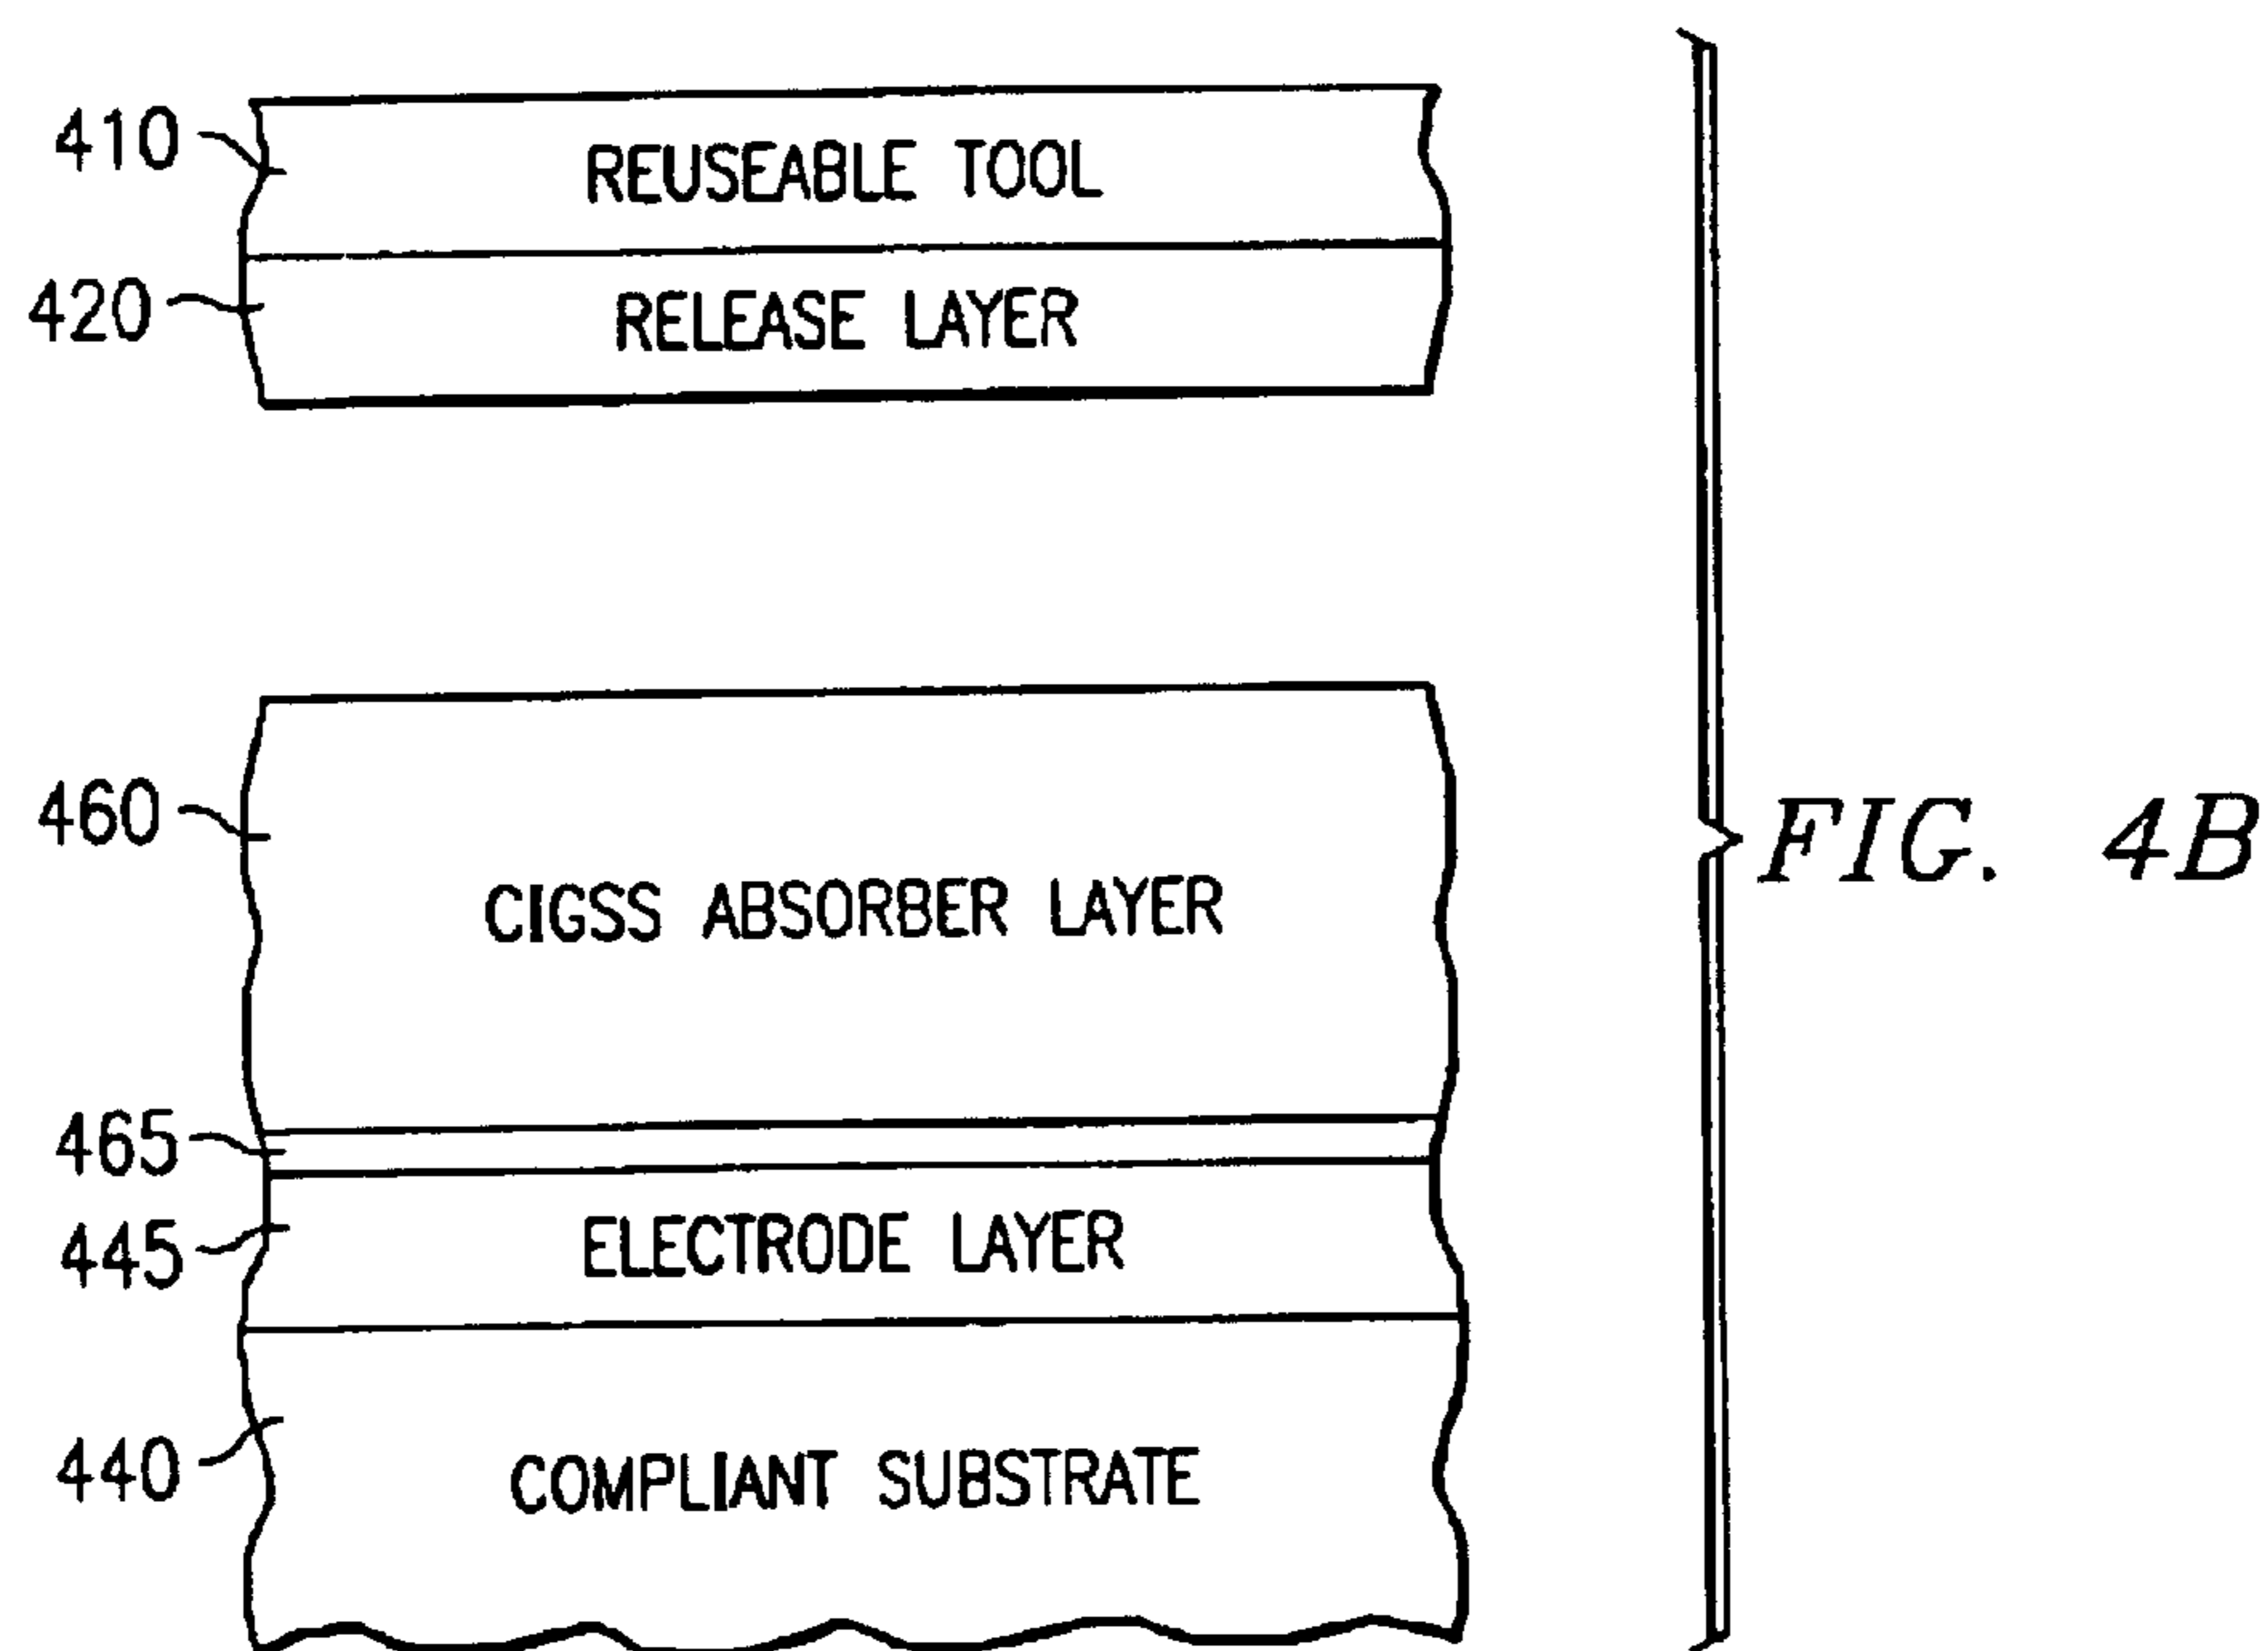 410
REUSEABLE TOOL
420
RELEASE LAYER
460
CIGSS ABSORBER LAYER
465
445
ELECTRODE LAYER
440
COMPLIANT SUBSTRATE
FIG. 4B